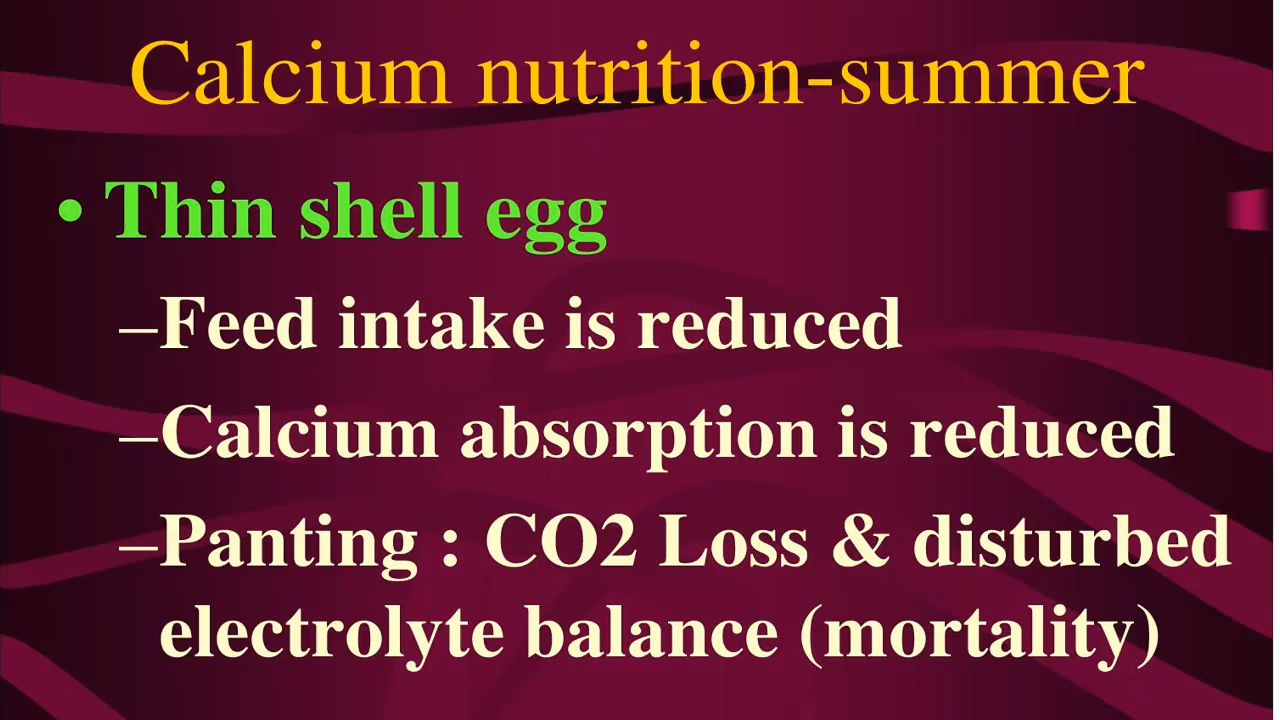 Calcium nutrition-summer
• Thin shell egg
–Feed intake is reduced
–Calcium absorption is reduced
–Panting : CO2 Loss & disturbed
electrolyte balance (mortality)